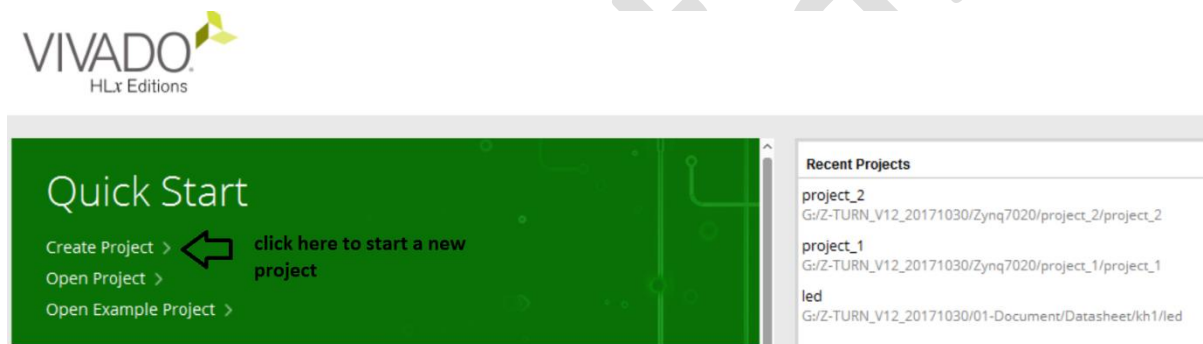 VIVADO.
HLx Editions
Quick Start
Create Project >
click here to start a new
project
Open Project >
Open Example Project >
Recent Projects
project_2
G:/Z-TURN_V12_20171030/Zynq7020/project_2/project_2
project_1
G:/Z-TURN_V12_20171030/Zynq7020/project_1/project_1
led
G:/Z-TURN_V12_20171030/01-Document/Datasheet/kh1/led